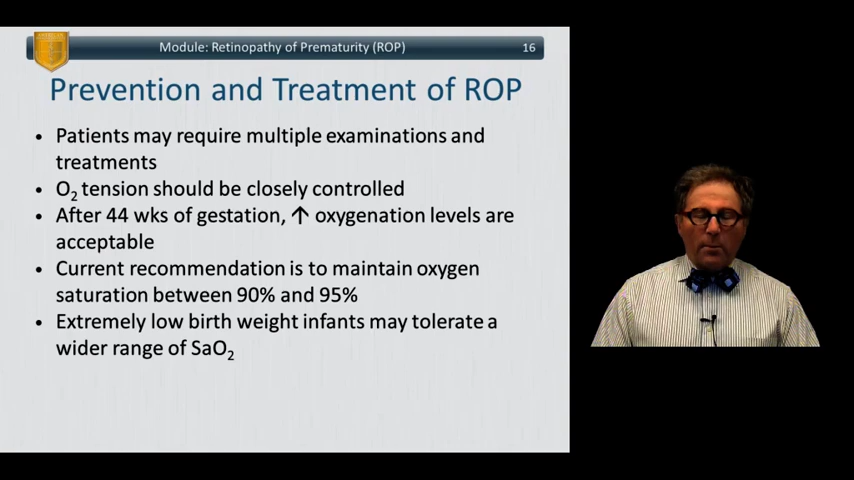 Module: Retinopathy of Prematurity (ROP) 16
Prevention and Treatment of ROP
• Patients may require multiple examinations and
treatments
• O₂ tension should be closely controlled
• After 44 wks of gestation, ↑ oxygenation levels are
acceptable
• Current recommendation is to maintain oxygen
saturation between 90% and 95%
• Extremely low birth weight infants may tolerate a
wider range of SaO₂